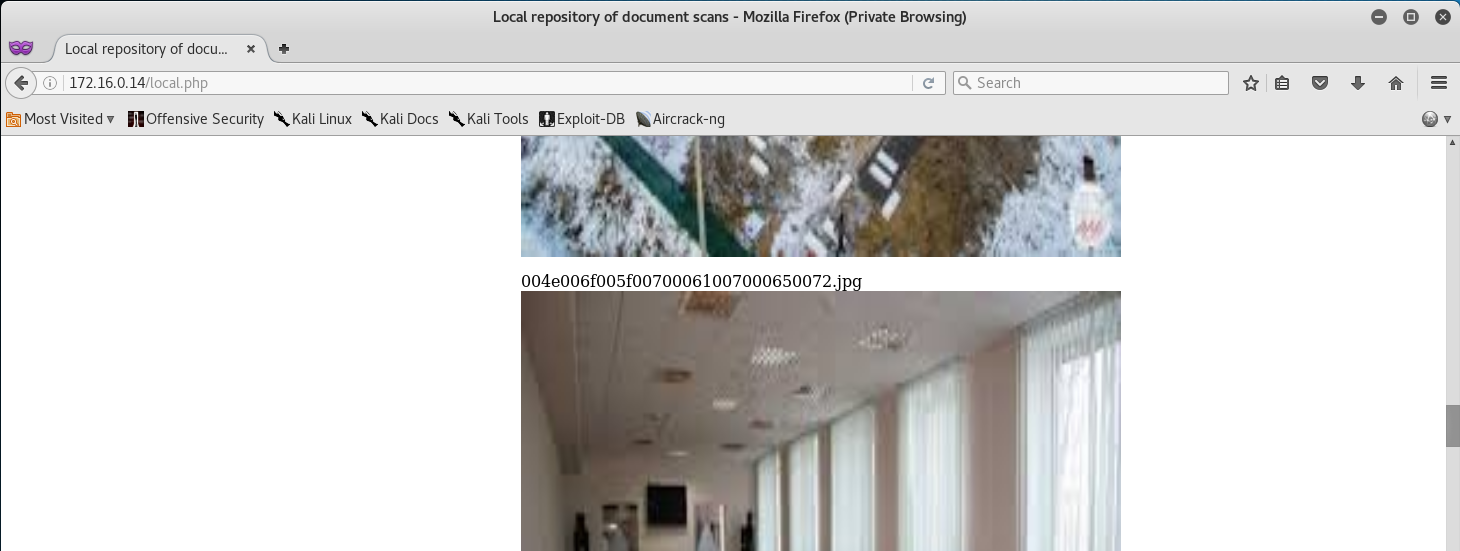 Local repository of document scans - Mozilla Firefox (Private Browsing)
Local repository of docu...
172.16.0.14/local.php
Search
Most Visited
Offensive Security
Kali Linux
Kali Docs
Kali Tools
Exploit-DB
Aircrack-ng
004e006f005f00700061007000650072.jpg